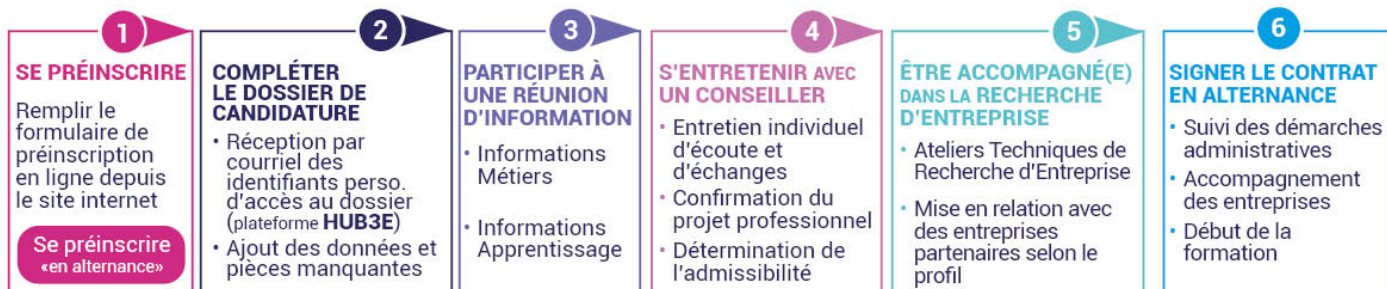 1
SE PRÉINSCRIRE
Remplir le
formulaire de
préinscription
en ligne depuis
le site internet
Se préinscrire
«en alternance»
2
COMPLÉTER
LE DOSSIER DE
CANDIDATURE
• Réception par
courriel des
identifiants perso.
d'accès au dossier
(plateforme HUB3E)
• Ajout des données et
pièces manquantes
3
PARTICIPER À
UNE RÉUNION
D'INFORMATION
• Informations
Métiers
• Informations
Apprentissage
4
S'ENTRETENIR AVEC
UN CONSEILLER
• Entretien individuel
d'écoute et
d'échanges
• Confirmation du
projet professionnel
• Détermination de
l'admissibilité
5
ÊTRE ACCOMPAGNÉ(E)
DANS LA RECHERCHE
D'ENTREPRISE
• Ateliers Techniques de
Recherche d'Entreprise
• Mise en relation avec
des entreprises
partenaires selon le
profil
6
SIGNER LE CONTRAT
EN ALTERNANCE
• Suivi des démarches
administratives
• Accompagnement
des entreprises
• Début de la
formation